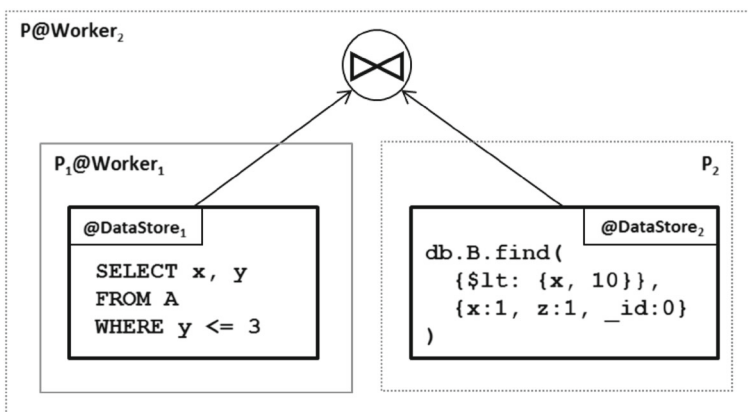 P@Worker₂
P₁@Worker₁
@DataStore₁
SELECT x, y
FROM A
WHERE y <= 3
P₂
@DataStore₂
db.B.find(
{$lt: {x, 10}},
{x:1, z:1, _id:0}
)